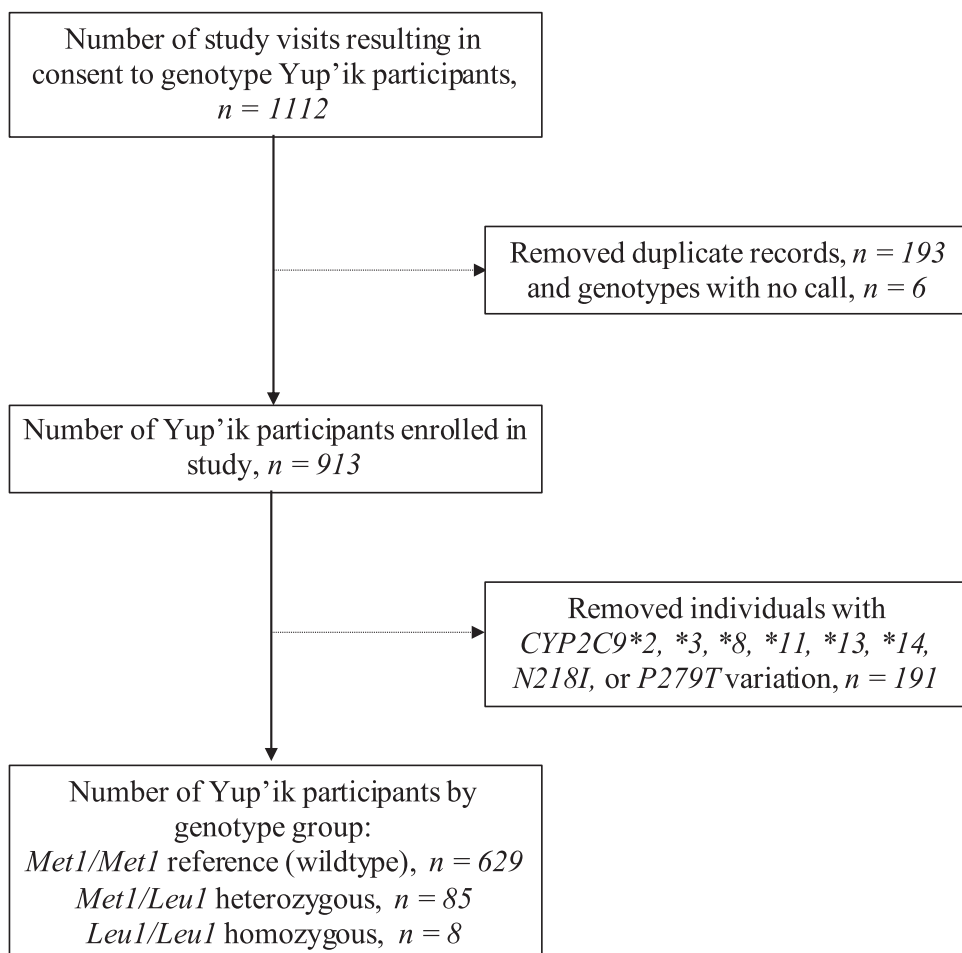 Number of study visits resulting in
consent to genotype Yup’ik participants,
n = 1112
Removed duplicate records, n = 193
and genotypes with no call, n = 6
Number of Yup’ik participants enrolled in
study, n = 913
Removed individuals with
CYP2C9*2, *3, *8, *11, *13, *14,
N218I, or P279T variation, n = 191
Number of Yup’ik participants by
genotype group:
Met1/Met1 reference (wildtype), n = 629
Met1/Leu1 heterozygous, n = 85
Leu1/Leu1 homozygous, n = 8